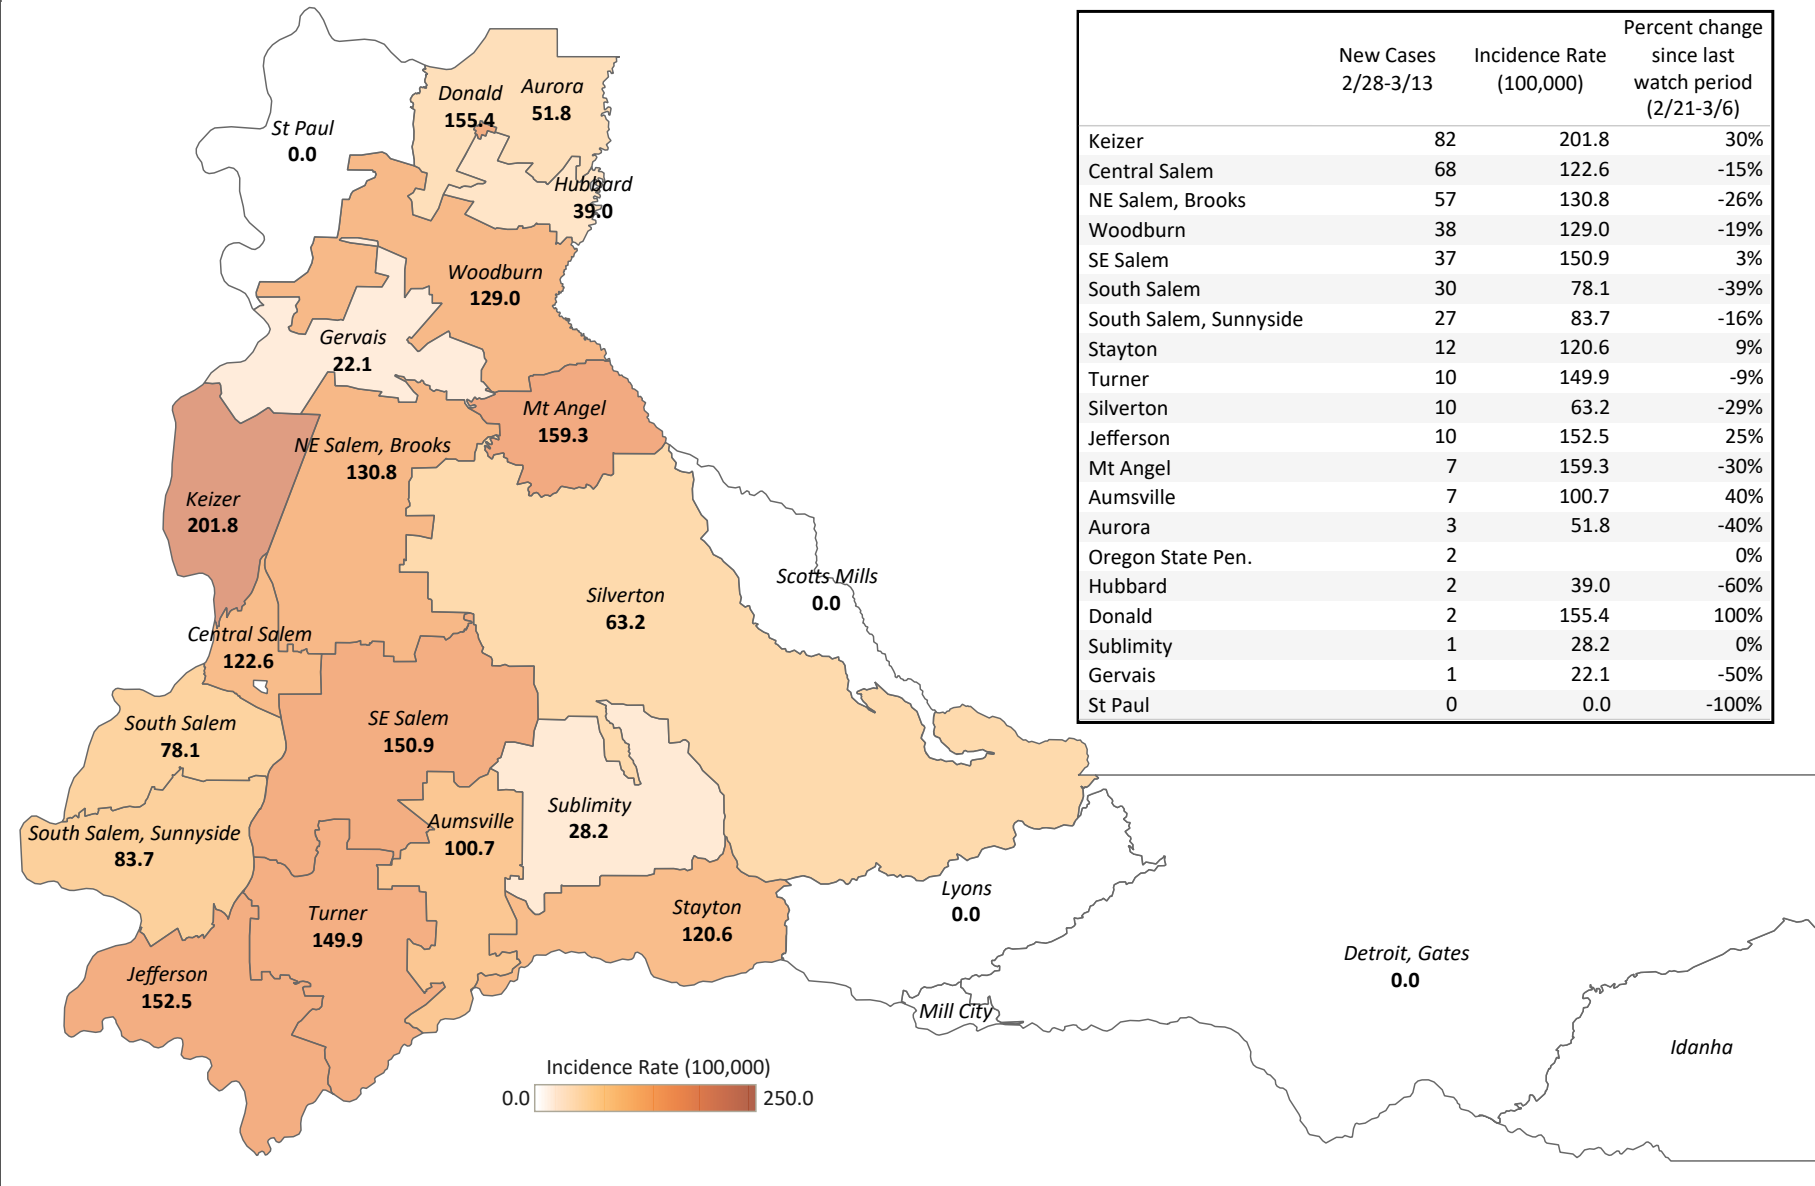 Donald
155.4
Aurora
51.8
St Paul
0.0
Hubbard
39.0
Woodburn
129.0
Gervais
22.1
Mt Angel
159.3
NE Salem, Brooks
130.8
Keizer
201.8
Scotts Mills
0.0
Silverton
63.2
Central Salem
122.6
South Salem
78.1
SE Salem
150.9
Sublimity
28.2
Aumsville
100.7
South Salem, Sunnyside
83.7
Stayton
120.6
Lyons
0.0
Turner
149.9
Detroit, Gates
0.0
Jefferson
152.5
Mill City
Idanha
Incidence Rate (100,000)
0.0 250.0
New Cases 2/28-3/13 Incidence Rate (100,000) Percent change since last watch period (2/21-3/6)
Keizer 82 201.8 30%
Central Salem 68 122.6 -15%
NE Salem, Brooks 57 130.8 -26%
Woodburn 38 129.0 -19%
SE Salem 37 150.9 3%
South Salem 30 78.1 -39%
South Salem, Sunnyside 27 83.7 -16%
Stayton 12 120.6 9%
Turner 10 149.9 -9%
Silverton 10 63.2 -29%
Jefferson 10 152.5 25%
Mt Angel 7 159.3 -30%
Aumsville 7 100.7 40%
Aurora 3 51.8 -40%
Oregon State Pen. 2 0%
Hubbard 2 39.0 -60%
Donald 2 155.4 100%
Sublimity 1 28.2 0%
Gervais 1 22.1 -50%
St Paul 0 0.0 -100%